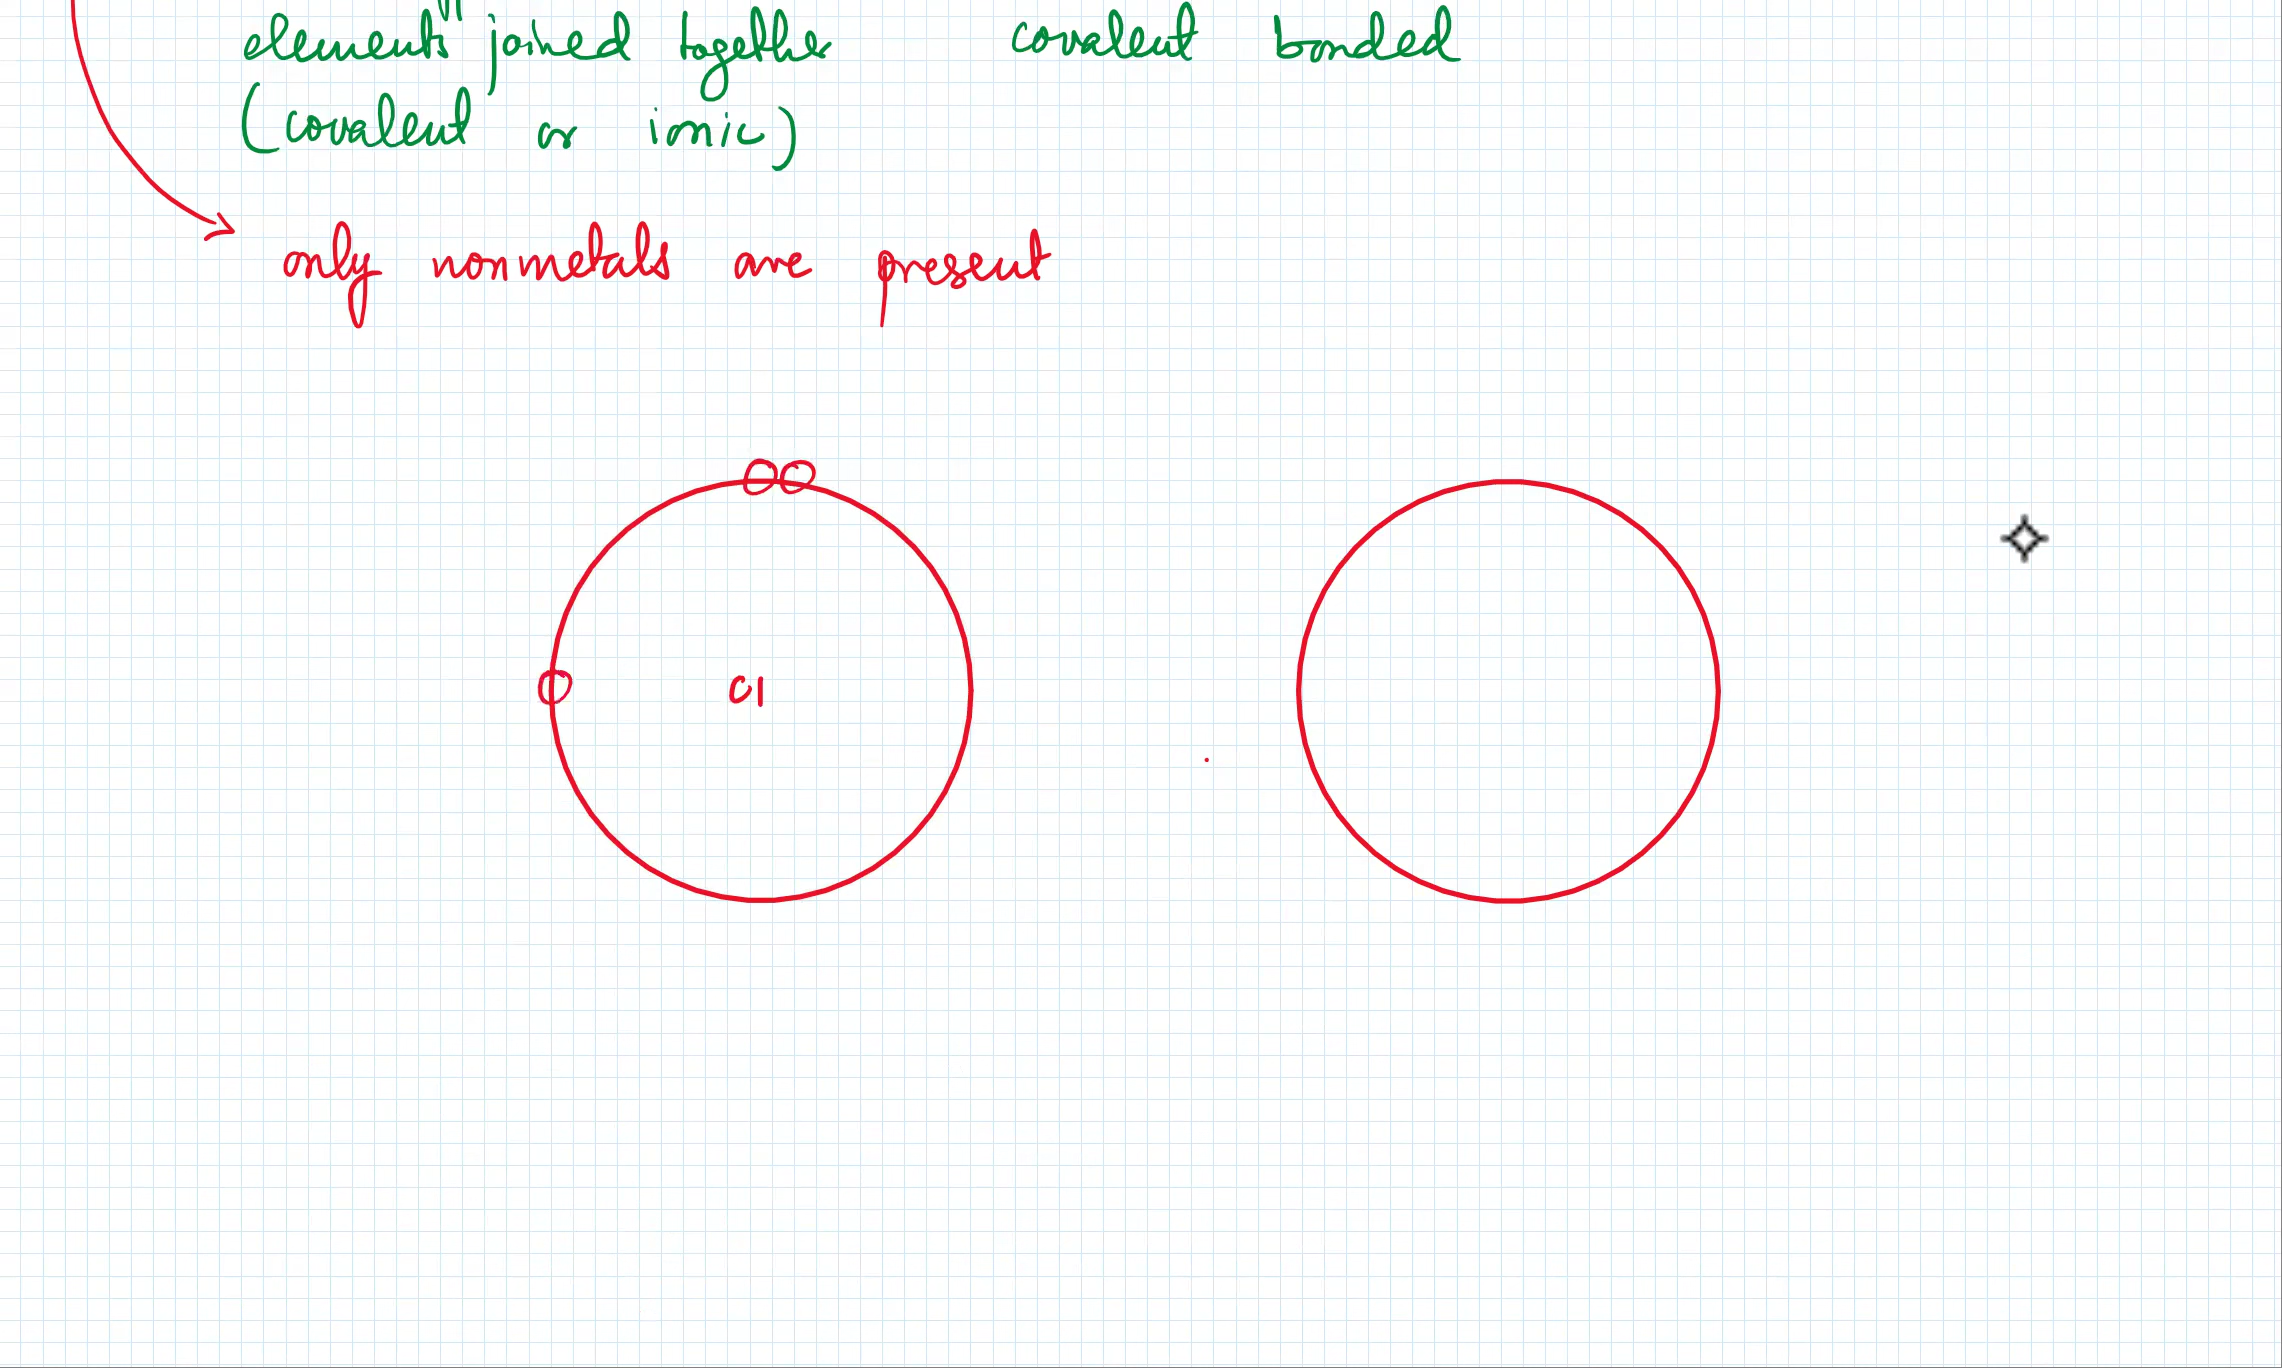 elements joined together covalent bonded
(covalent or ionic)
only nonmetals are present
Cl